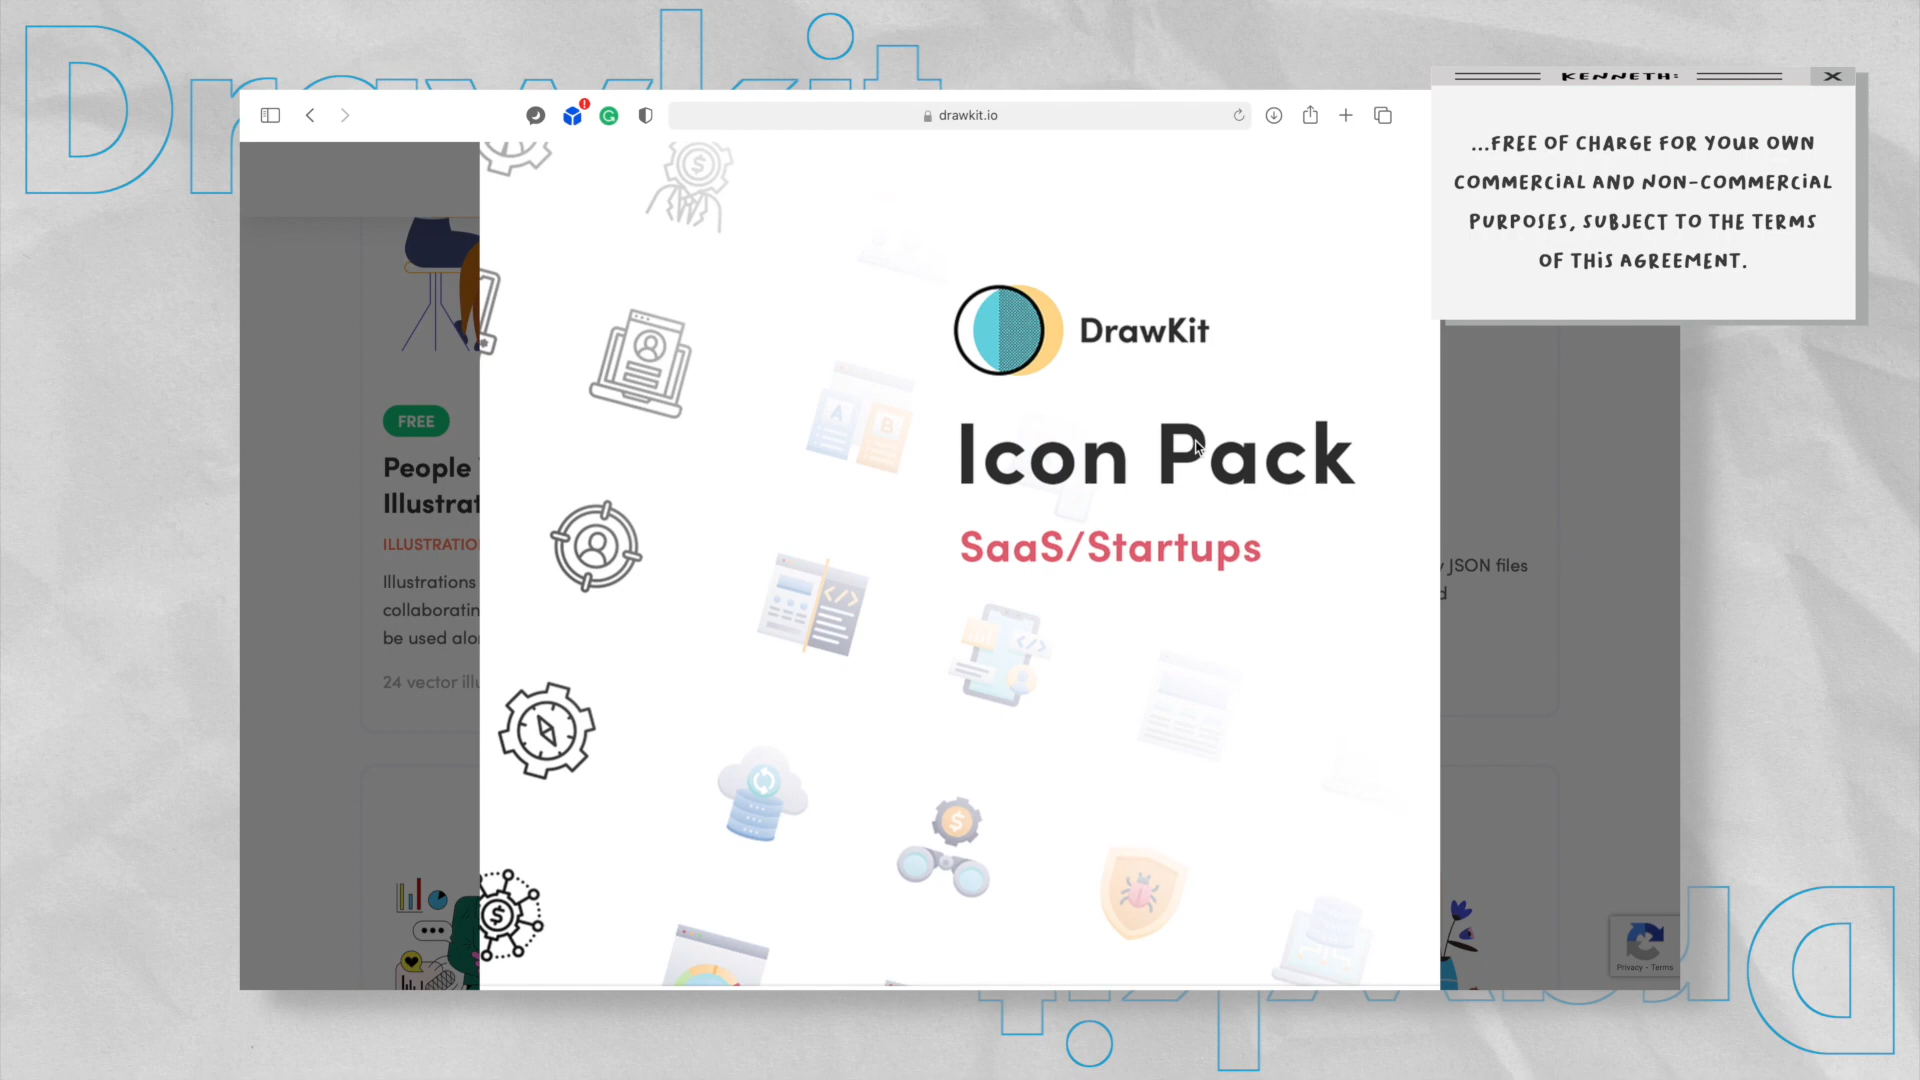 Drawkit
drawkit.io
KENNETH:
...FREE OF CHARGE FOR YOUR OWN
COMMERCIAL AND NON-COMMERCIAL
PURPOSES, SUBJECT TO THE TERMS
OF THIS AGREEMENT.
DrawKit
Icon Pack
SaaS/Startups
A
B
FREE
People
Illustrat
ILLUSTRATIO
Illustrations
collaboratin
be used alo
24 vector illu
JSON files
d
Privacy - Terms
Drawkit